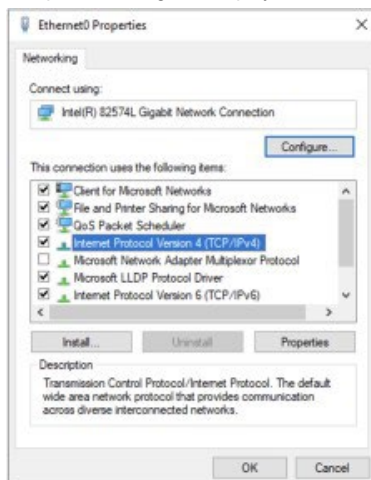 Ethernet0 Properties
Networking
Connect using:
Intel(R) 82574L Gigabit Network Connection
Configure...
This connection uses the following items:
Client for Microsoft Networks
File and Printer Sharing for Microsoft Networks
QoS Packet Scheduler
Internet Protocol Version 4 (TCP/IPv4)
Microsoft Network Adapter Multiplexor Protocol
Microsoft LLDP Protocol Driver
Internet Protocol Version 6 (TCP/IPv6)
Install...
Uninstall
Properties
Description
Transmission Control Protocol/Internet Protocol. The default
wide area network protocol that provides communication
across diverse interconnected networks.
OK
Cancel